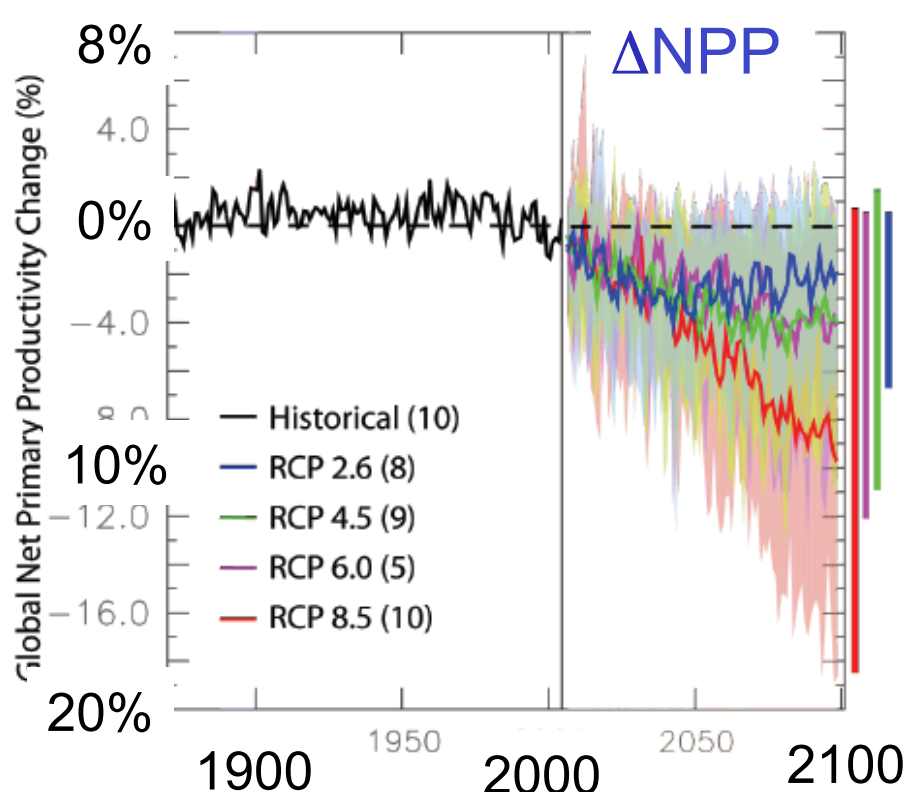 ΔNPP
Global Net Primary Productivity Change (%)
8%
4.0
0%
−4.0
8.0
10%
−12.0
−16.0
20%
Historical (10)
RCP 2.6 (8)
RCP 4.5 (9)
RCP 6.0 (5)
RCP 8.5 (10)
1900
1950
2000
2050
2100